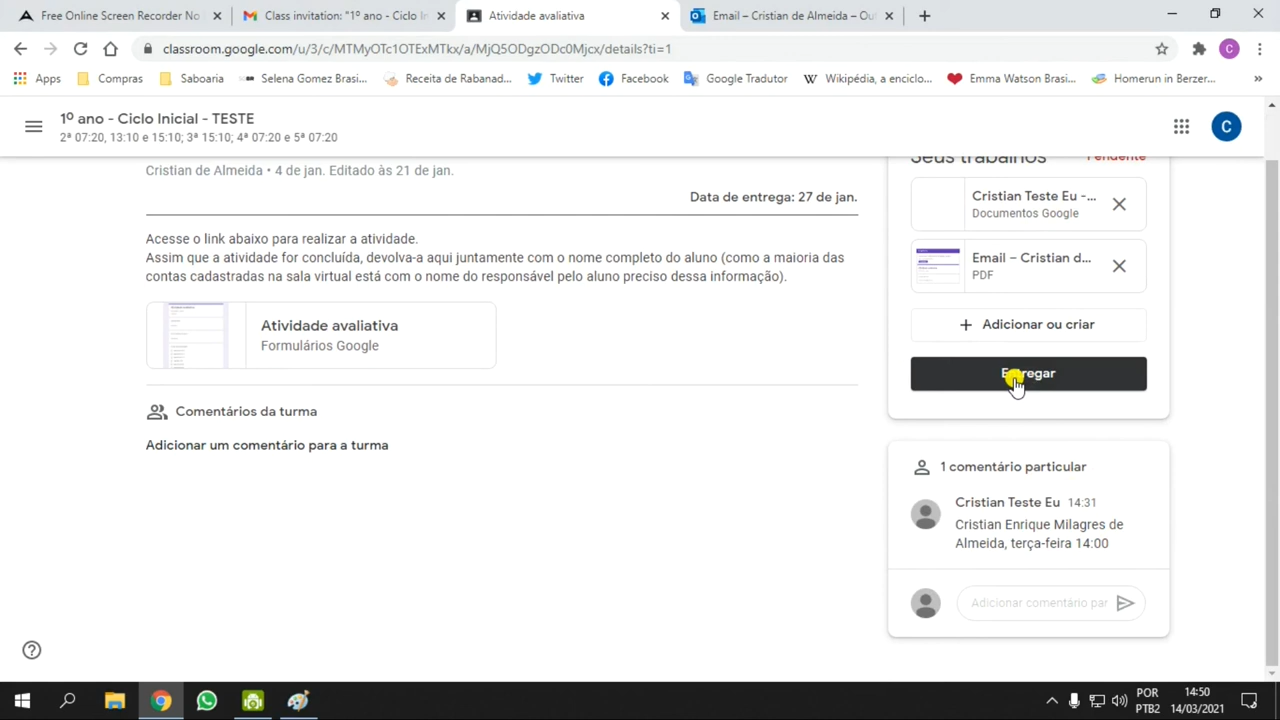 Free Online Screen Recorder No
Class invitation: "1º ano - Ciclo In
Atividade avaliativa
Email – Cristian de Almeida – Out
classroom.google.com/u/3/c/MTMyOTc1OTExMTkx/a/MjQ5ODgzODc0Mjcx/details?ti=1
C
Apps
Compras
Saboaria
Selena Gomez Brasi...
Receita de Rabanad...
Twitter
Facebook
Google Tradutor
Wikipédia, a enciclo...
Emma Watson Brasi...
Homerun in Berzer...
»
1º ano - Ciclo Inicial - TESTE
2ª 07:20, 13:10 e 15:10; 3ª 15:10; 4ª 07:20 e 5ª 07:20
C
Cristian de Almeida • 4 de jan. Editado às 21 de jan.
Data de entrega: 27 de jan.
Acesse o link abaixo para realizar a atividade.
Assim que a atividade for concluída, devolva-a aqui juntamente com o nome completo do aluno (como a maioria das
contas cadastradas na sala virtual está com o nome do responsável pelo aluno preciso dessa informação).
Atividade avaliativa
Formulários Google
Comentários da turma
Adicionar um comentário para a turma
Seus trabalhos
Pendente
Cristian Teste Eu -...
Documentos Google
Email – Cristian d...
PDF
+ Adicionar ou criar
Entregar
1 comentário particular
Cristian Teste Eu 14:31
Cristian Enrique Milagres de
Almeida, terça-feira 14:00
Adicionar comentário par
POR
PTB2
14:50
14/03/2021